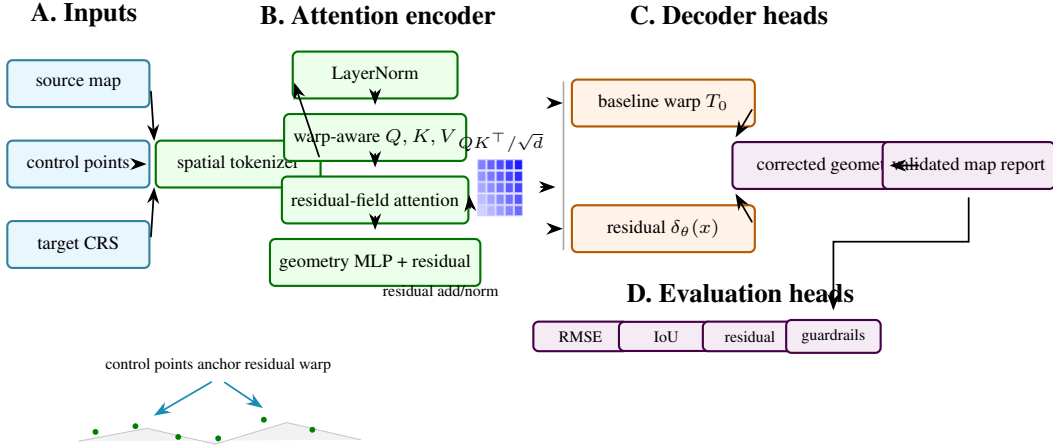 A. Inputs
B. Attention encoder
C. Decoder heads
source map
control points
target CRS
spatial tokenizer
LayerNorm
warp-aware Q, K, V
residual-field attention
geometry MLP + residual
residual add/norm
QK⊤/√d
baseline warp T₀
residual δθ(x)
corrected geomet
validated map report
D. Evaluation heads
RMSE
IoU
residual
guardrails
control points anchor residual warp